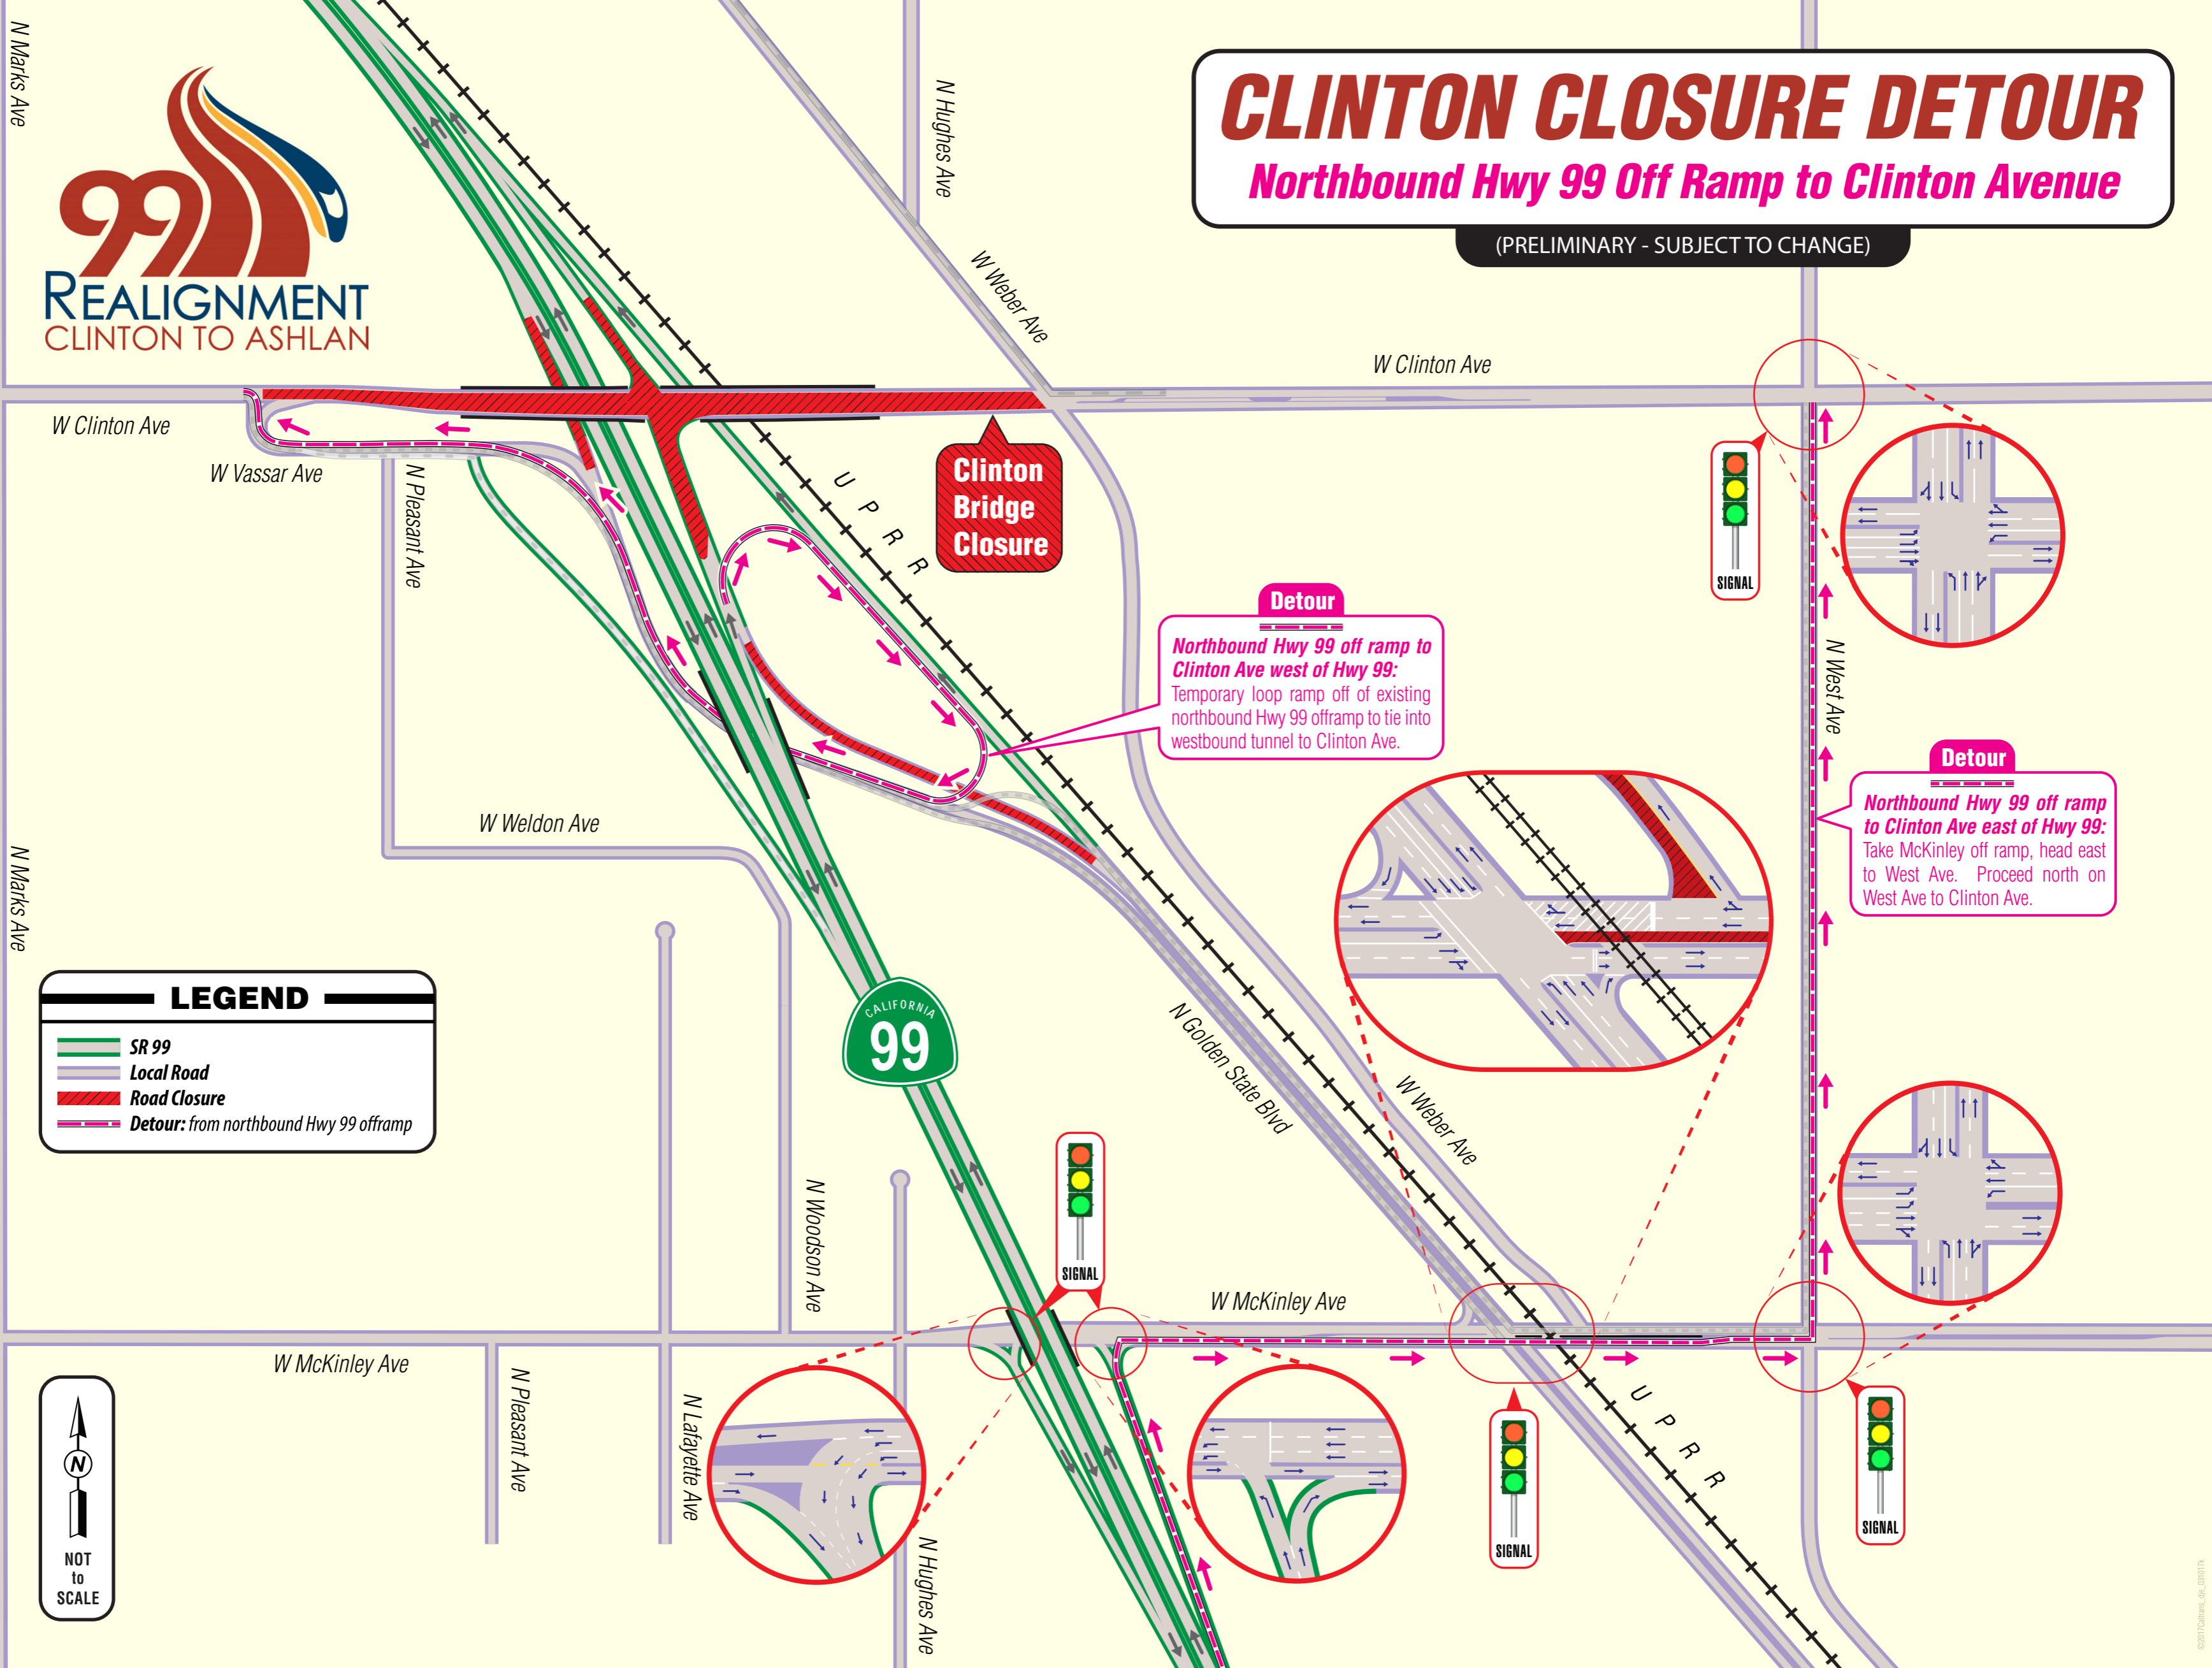 CLINTON CLOSURE DETOUR
Northbound Hwy 99 Off Ramp to Clinton Avenue
(PRELIMINARY - SUBJECT TO CHANGE)
99
REALIGNMENT
CLINTON TO ASHLAN
N Marks Ave
N Hughes Ave
W Weber Ave
W Clinton Ave
W Clinton Ave
W Vassar Ave
N Pleasant Ave
UPRR
Clinton
Bridge
Closure
SIGNAL
N West Ave
Detour
Northbound Hwy 99 off ramp to
Clinton Ave west of Hwy 99:
Temporary loop ramp off of existing
northbound Hwy 99 offramp to tie into
westbound tunnel to Clinton Ave.
Detour
Northbound Hwy 99 off ramp
to Clinton Ave east of Hwy 99:
Take McKinley off ramp, head east
to West Ave. Proceed north on
West Ave to Clinton Ave.
W Weldon Ave
N Marks Ave
LEGEND
SR 99
Local Road
Road Closure
Detour: from northbound Hwy 99 offramp
CALIFORNIA
99
N Golden State Blvd
W Weber Ave
N Woodson Ave
SIGNAL
W McKinley Ave
W McKinley Ave
N Pleasant Ave
N Lafayette Ave
N Hughes Ave
UPRR
SIGNAL
SIGNAL
N
NOT
to
SCALE
©2017Caltrans_de_031017k